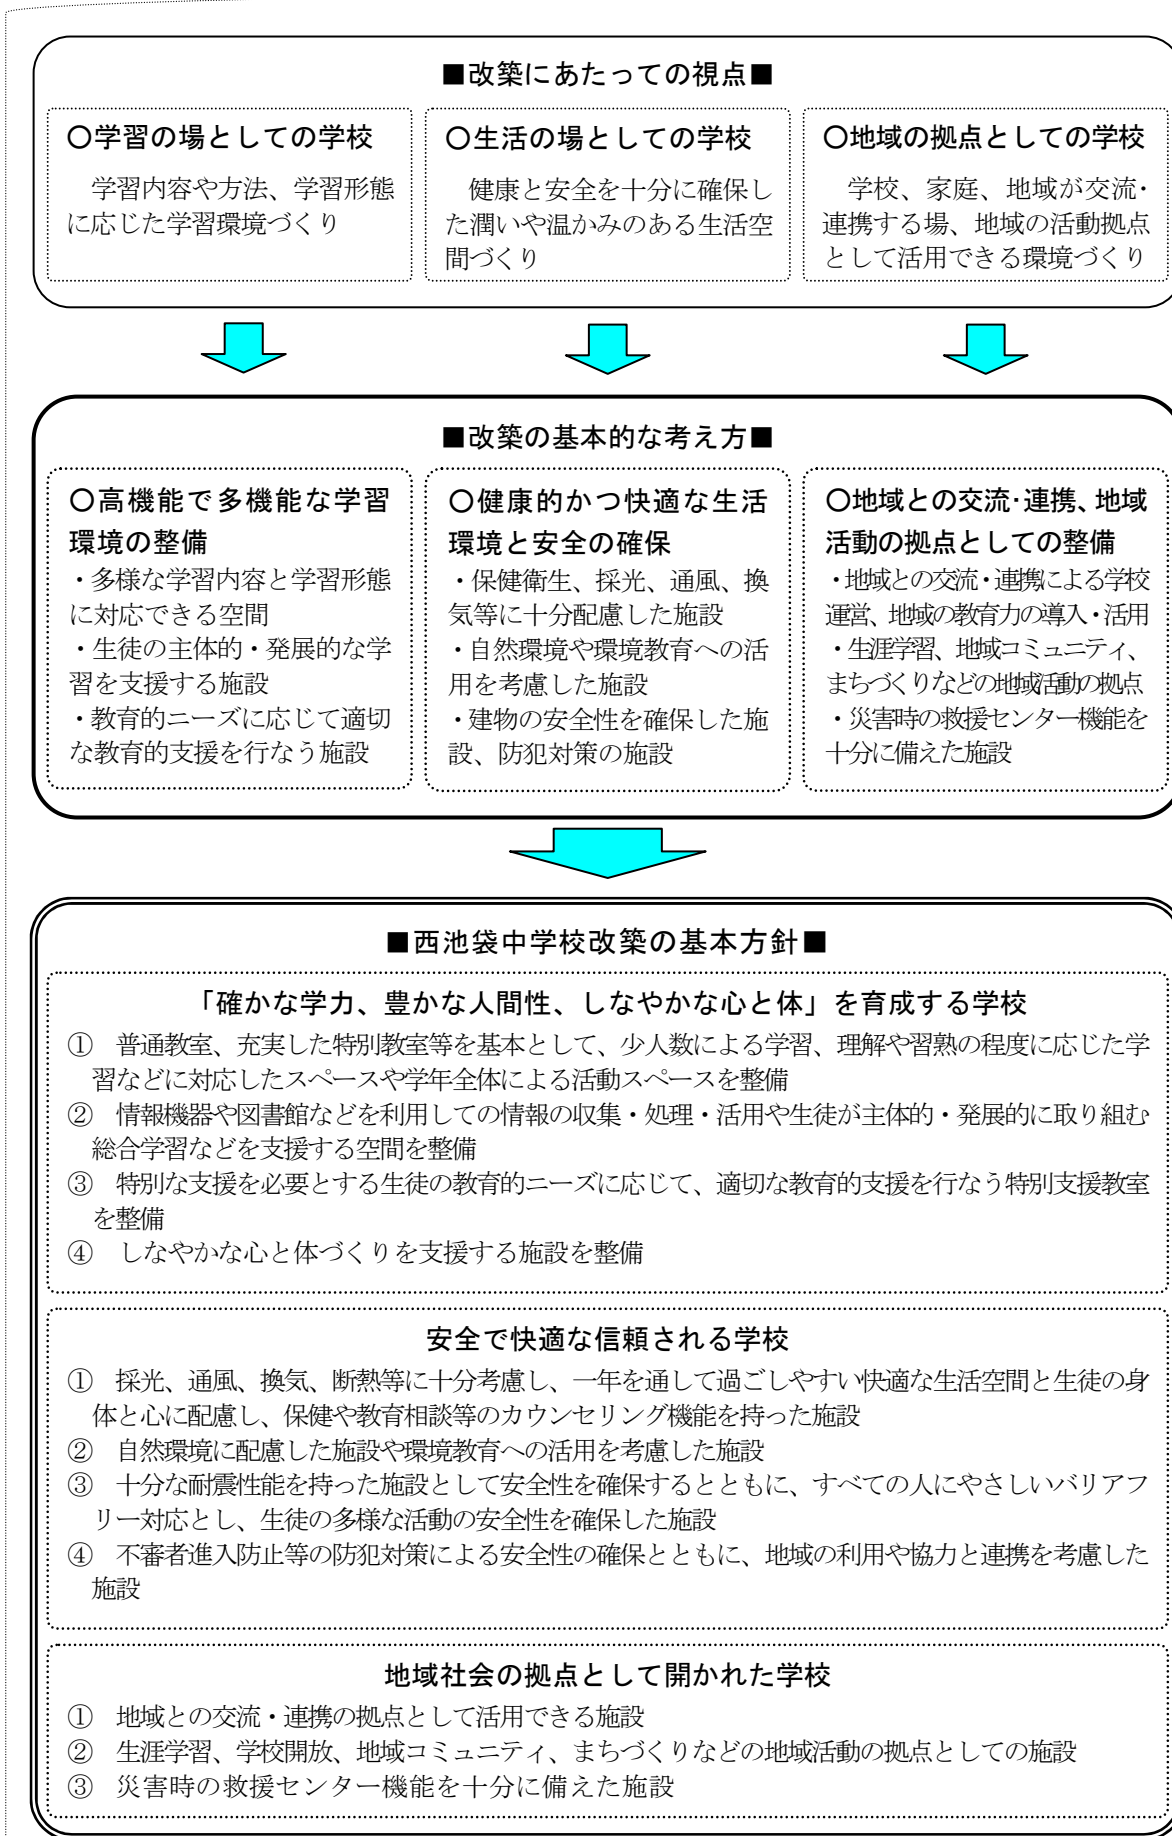 ■改築にあたっての視点■
〇学習の場としての学校
学習内容や方法、学習形態
に応じた学習環境づくり
〇生活の場としての学校
健康と安全を十分に確保し
た潤いや温かみのある生活空
間づくり
〇地域の拠点としての学校
学校、家庭、地域が交流・
連携する場、地域の活動拠点
として活用できる環境づくり
■改築の基本的な考え方■
〇高機能で多機能な学習
環境の整備
・多様な学習内容と学習形態
に対応できる空間
・生徒の主体的・発展的な学
習を支援する施設
・教育的ニーズに応じて適切
な教育的支援を行なう施設
〇健康的かつ快適な生活
環境と安全の確保
・保健衛生、採光、通風、換
気等に十分配慮した施設
・自然環境や環境教育への活
用を考慮した施設
・建物の安全性を確保した施
設、防犯対策の施設
〇地域との交流・連携、地域
活動の拠点としての整備
・地域との交流・連携による学校
運営、地域の教育力の導入・活用
・生涯学習、地域コミュニティ、
まちづくりなどの地域活動の拠点
・災害時の救援センター機能を
十分に備えた施設
■西池袋中学校改築の基本方針■
「確かな学力、豊かな人間性、しなやかな心と体」を育成する学校
① 普通教室、充実した特別教室等を基本として、少人数による学習、理解や習熟の程度に応じた学
習などに対応したスペースや学年全体による活動スペースを整備
② 情報機器や図書館などを利用しての情報の収集・処理・活用や生徒が主体的・発展的に取り組む
総合学習などを支援する空間を整備
③ 特別な支援を必要とする生徒の教育的ニーズに応じて、適切な教育的支援を行なう特別支援教室
を整備
④ しなやかな心と体づくりを支援する施設を整備
安全で快適な信頼される学校
① 採光、通風、換気、断熱等に十分考慮し、一年を通して過ごしやすい快適な生活空間と生徒の身
体と心に配慮し、保健や教育相談等のカウンセリング機能を持った施設
② 自然環境に配慮した施設や環境教育への活用を考慮した施設
③ 十分な耐震性能を持った施設として安全性を確保するとともに、すべての人にやさしいバリアフ
リー対応とし、生徒の多様な活動の安全性を確保した施設
④ 不審者進入防止等の防犯対策による安全性の確保とともに、地域の利用や協力と連携を考慮した
施設
地域社会の拠点として開かれた学校
① 地域との交流・連携の拠点として活用できる施設
② 生涯学習、学校開放、地域コミュニティ、まちづくりなどの地域活動の拠点としての施設
③ 災害時の救援センター機能を十分に備えた施設